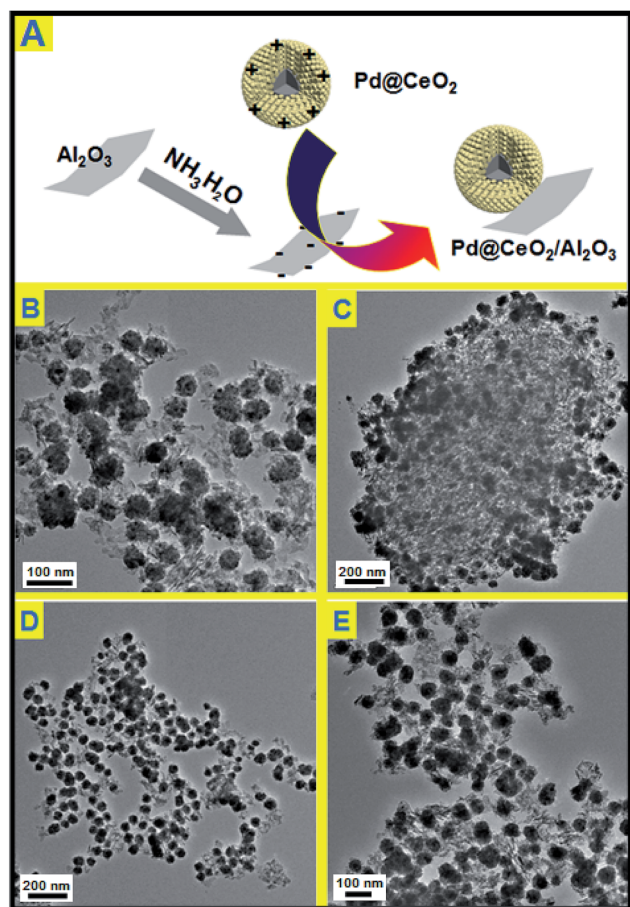 A
Pd@CeO₂
Al₂O₃
NH₃H₂O
Pd@CeO₂/Al₂O₃
B
100 nm
C
200 nm
D
200 nm
E
100 nm